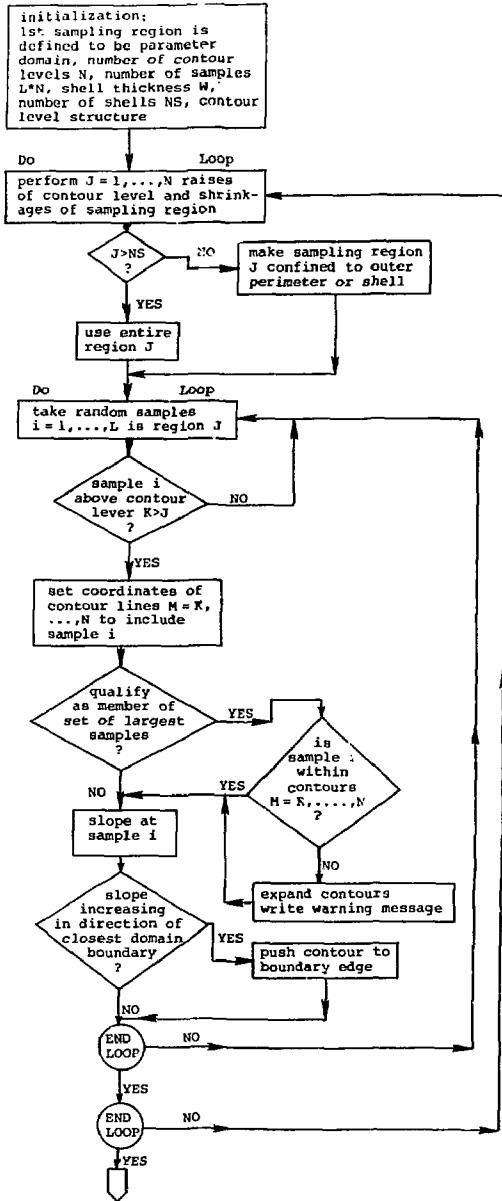 initialization;
1st sampling region is
defined to be parameter
domain, number of contour
levels N, number of samples
L*N, shell thickness W,
number of shells NS, contour
level structure
Do Loop
perform J = 1,...,N raises
of contour level and shrink-
ages of sampling region
J>NS
?
NO
make sampling region
J confined to outer
perimeter or shell
YES
use entire
region J
Do Loop
take random samples
i = 1,...,L is region J
sample i
above contour
lever K>J
?
NO
YES
set coordinates of
contour lines M = K,
...,N to include
sample i
qualify
as member of
set of largest
samples
?
YES
is
sample i
within
contours
M = K,....,N
?
YES
NO
slope at
sample i
NO
expand contours
write warning message
slope
increasing
in direction of
closest domain
boundary
?
YES
push contour to
boundary edge
NO
END
LOOP
NO
YES
END
LOOP
NO
YES